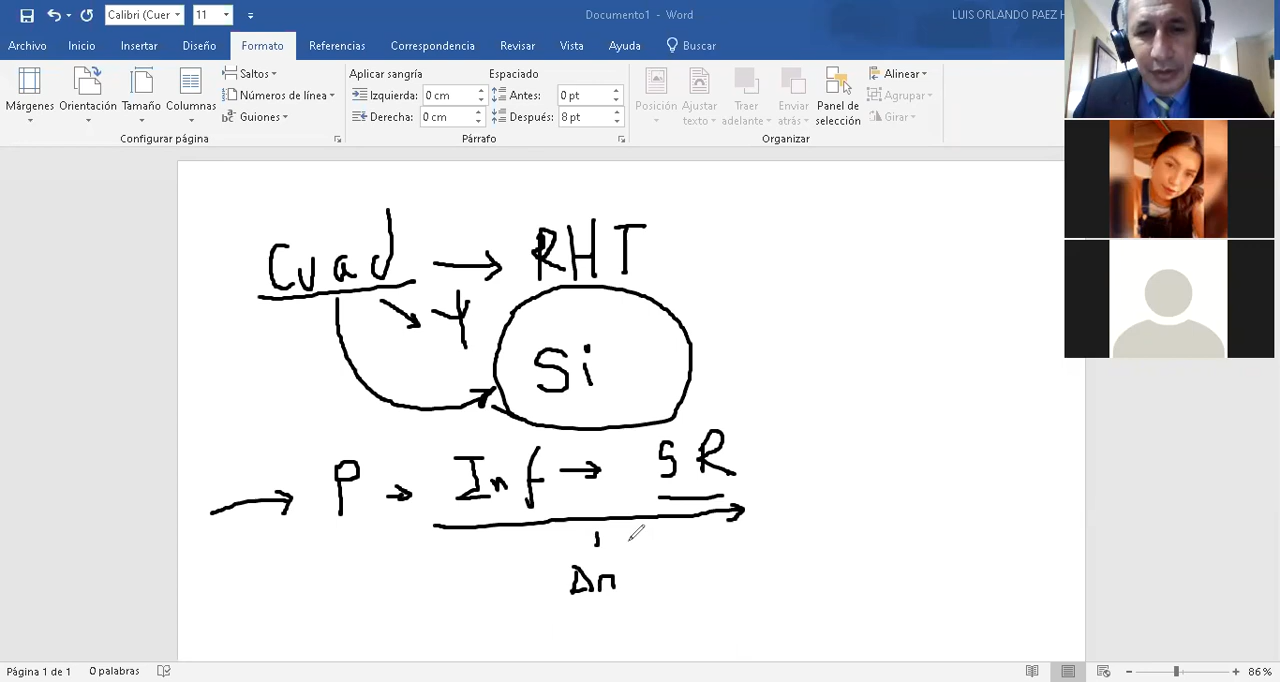 Calibri (Cuer
11
Documento1 - Word
LUIS ORLANDO PAEZ H
Archivo Inicio Insertar Diseño Formato Referencias Correspondencia Revisar Vista Ayuda Buscar
Márgenes
Orientación
Tamaño
Columnas
Saltos
Números de línea
Guiones
Configurar página
Aplicar sangría
Izquierda: 0 cm
Derecha: 0 cm
Espaciado
Antes: 0 pt
Después: 8 pt
Párrafo
Posición
Ajustar texto
Traer adelante
Enviar atrás
Panel de selección
Alinear
Agrupar
Girar
Organizar
Cuad → RHT
Si
→ P → Inf → SR
Página 1 de 1 0 palabras
86%